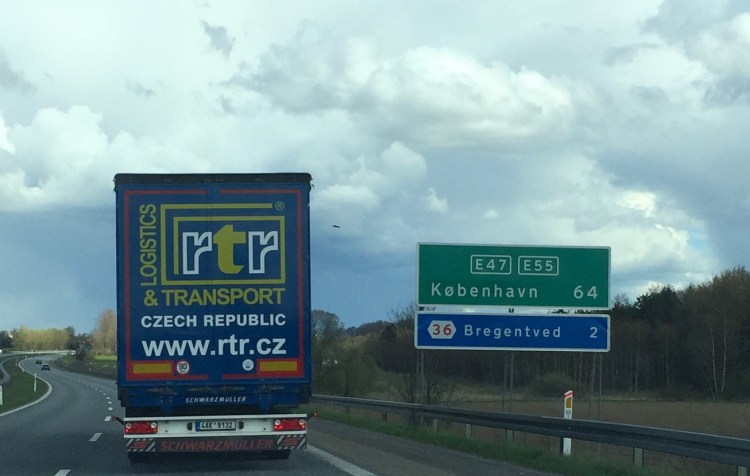 LOGISTICS
rtr®
& TRANSPORT
CZECH REPUBLIC
www.rtr.cz
SCHWARZMÜLLER
SCHWARZMÜLLER
E47 E55
København 64
36 Bregentved 2